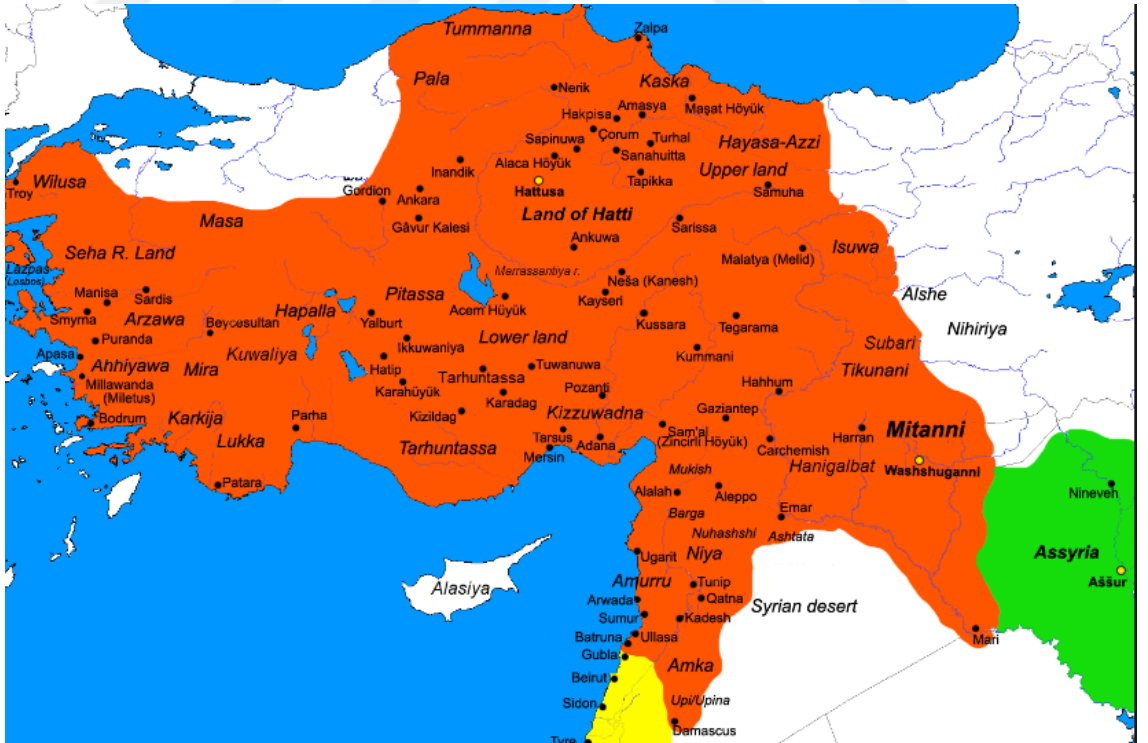 Tummanna
Zalpa
Pala
Kaska
Nerik
Maşat Höyük
Amasya
Hakpisa
Çorum
Turhal
Hayasa-Azzi
Sapinuwa
Sanahuitta
Alaca Höyük
Inandik
Upper land
Tapikka
Wilusa
Troy
Gordion
Ankara
Hattusa
Samuha
Masa
Gâvur Kalesi
Land of Hatti
Sarissa
Ankuwa
Isuwa
Seha R. Land
Malatya (Melid)
Lazpas
(Lesbos)
Marrassantiya r.
Neša (Kanesh)
Manisa
Sardis
Pitassa
Kayseri
Alshe
Acem Hüyük
Hapalla
Smyrna
Arzawa
Beycesultan
Yalburt
Kussara
Tegarama
Nihiriya
Puranda
Ikkuwaniya
Lower land
Subari
Apasa
Kuwaliya
Kummani
Ahhiyawa
Mira
Hatip
Tarhuntassa
Tuwanuwa
Tikunani
Millawanda
(Miletus)
Karahüyük
Pozanti
Hahhum
Karadag
Bodrum
Karkija
Parha
Kizildag
Kizzuwadna
Gaziantep
Lukka
Tarhuntassa
Tarsus
Adana
Sam'al
(Zincirli Höyük)
Harran
Mitanni
Mersin
Carchemish
Mukish
Hanigalbat
Washshuganni
Patara
Alalah
Aleppo
Nineveh
Barga
Emar
Nuhashshi
Ashtata
Ugarit
Niya
Assyria
Alasiya
Amurru
Tunip
Aššur
Arwada
Qatna
Syrian desert
Sumur
Kadesh
Batruna
Ullasa
Mari
Gubla
Amka
Beirut
Sidon
Upi/Upina
Damascus
Tyre